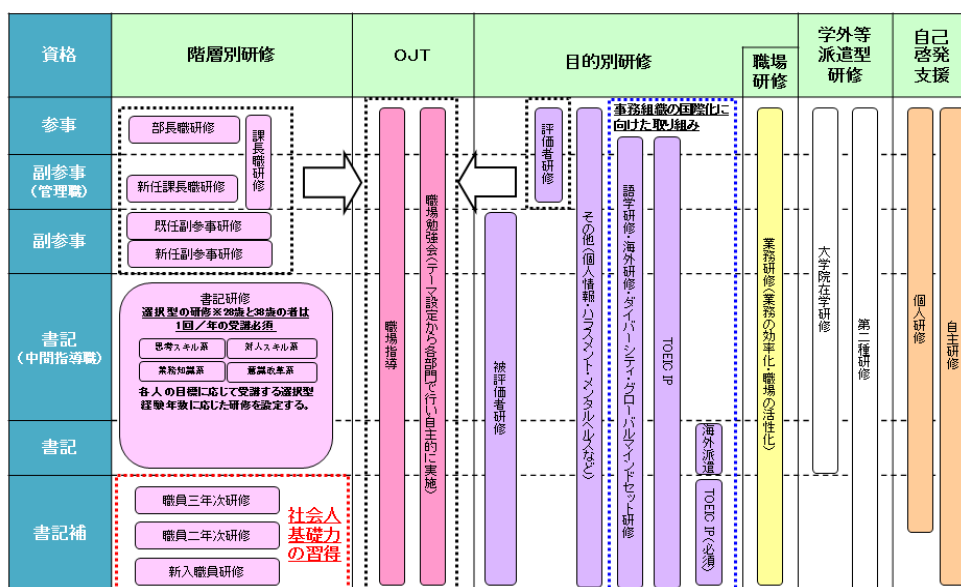 資格
階層別研修
OJT
目的別研修
職場
研修
学外等
派遣型
研修
自己
啓発
支援
参事
副参事
（管理職）
副参事
書記
（中間指導職）
書記
書記補
部長職研修
課長職研修
新任課長職研修
既任副参事研修
新任副参事研修
書記研修
選択型の研修※28歳と38歳の者は
1回／年の受講必須
思考スキル系
対人スキル系
業務知識系
意識改革系
各人の目標に応じて受講する選択型
経験年数に応じた研修を設定する。
職員三年次研修
職員二年次研修
新入職員研修
社会人
基礎力
の習得
職場指導
職場勉強会（テーマ設定から各部門で行い自主的に実施）
評価者研修
被評価者研修
その他（個人情報・ハラスメント・メンタルヘルスなど）
事務組織の国際化に
向けた取り組み
語学研修・海外研修・ダイバーシティ・グローバルマインドセット研修
TOEIC IP
海外派遣
TOEIC IP（必須）
業務研修（業務の効率化・職場の活性化）
大学院在学研修
第二種研修
個人研修
自主研修